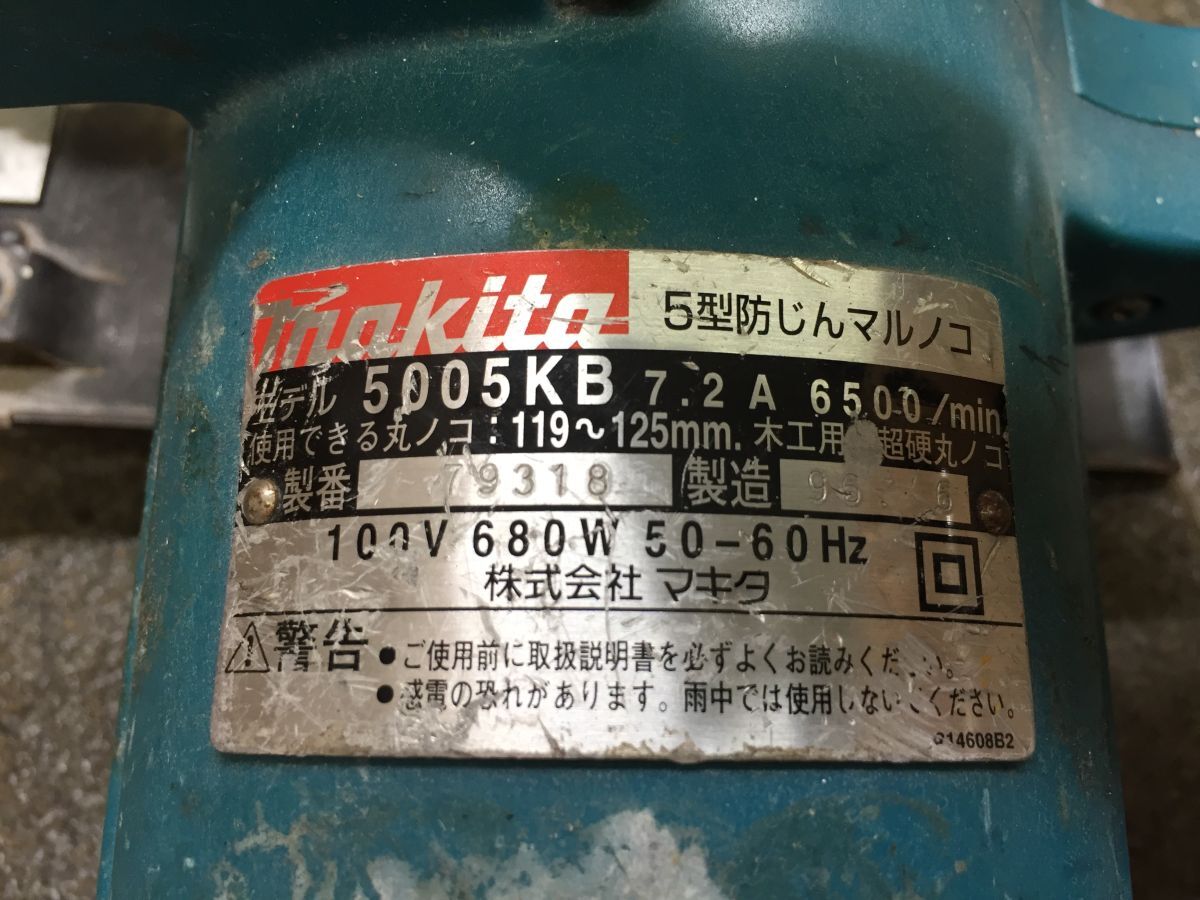 makita 5型防じんマルノコ
モデル 5005KB 7.2A 6500/min
使用できる丸ノコ:119~125mm. 木工用 超硬丸ノコ
製番 79318 製造
100V 680W 50-60Hz
株式会社 マキタ
警告 ●ご使用前に取扱説明書を必ずよくお読みください。
●感電の恐れがあります。雨中では使用しないでください。
G14608B2